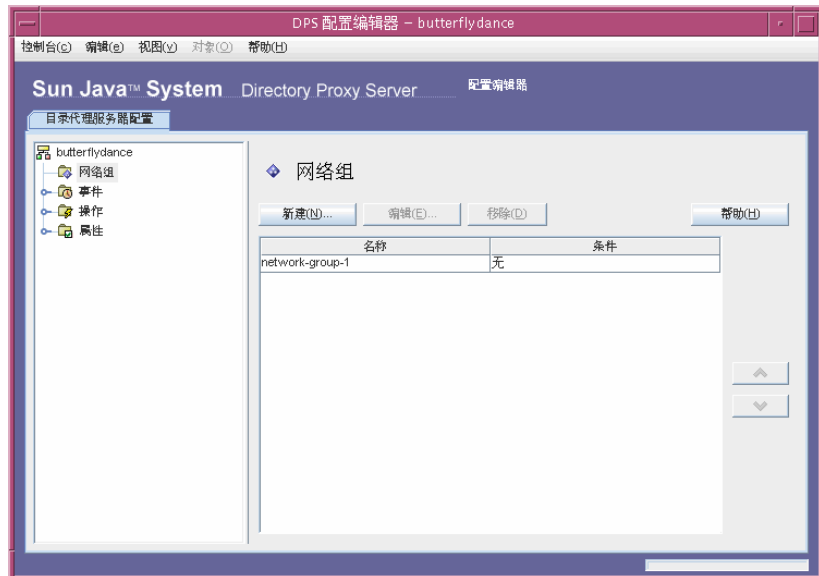 DPS 配置编辑器 – butterflydance
控制台(c) 编辑(e) 视图(v) 对象(O) 帮助(H)
Sun Java™ System Directory Proxy Server 配置编辑器
目录代理服务器配置
butterflydance
网络组
事件
操作
属性
网络组
新建(N)... 编辑(E)... 移除(D) 帮助(H)
名称 条件
network-group-1 无